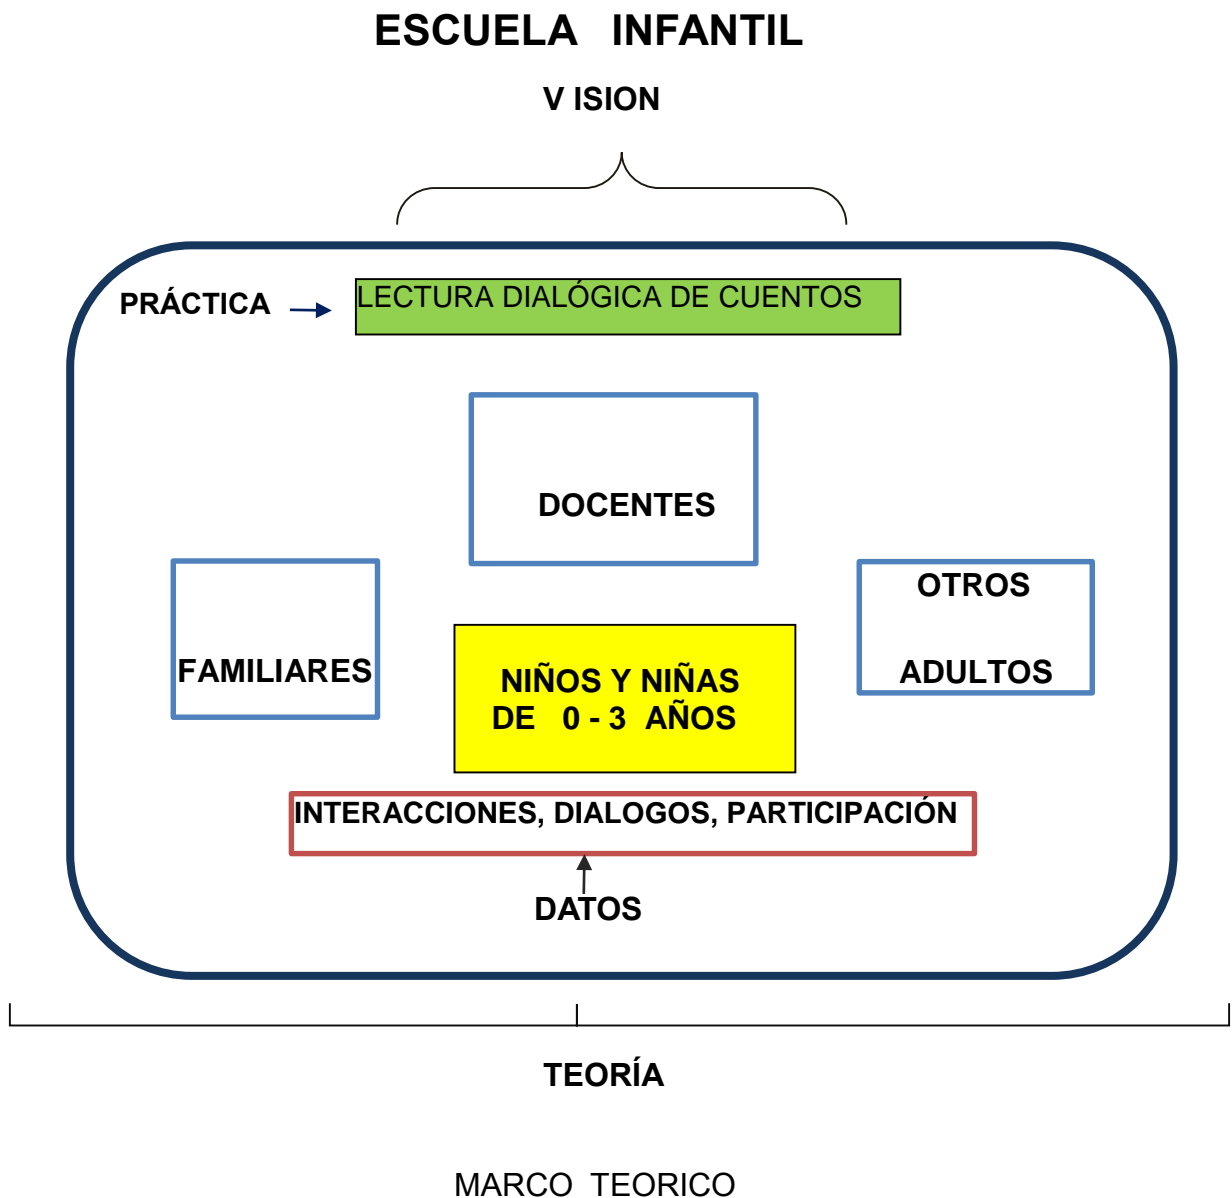 ESCUELA INFANTIL
V ISION
PRÁCTICA
LECTURA DIALÓGICA DE CUENTOS
DOCENTES
FAMILIARES
OTROS
ADULTOS
NIÑOS Y NIÑAS
DE 0 - 3 AÑOS
INTERACCIONES, DIALOGOS, PARTICIPACIÓN
DATOS
TEORÍA
MARCO TEORICO